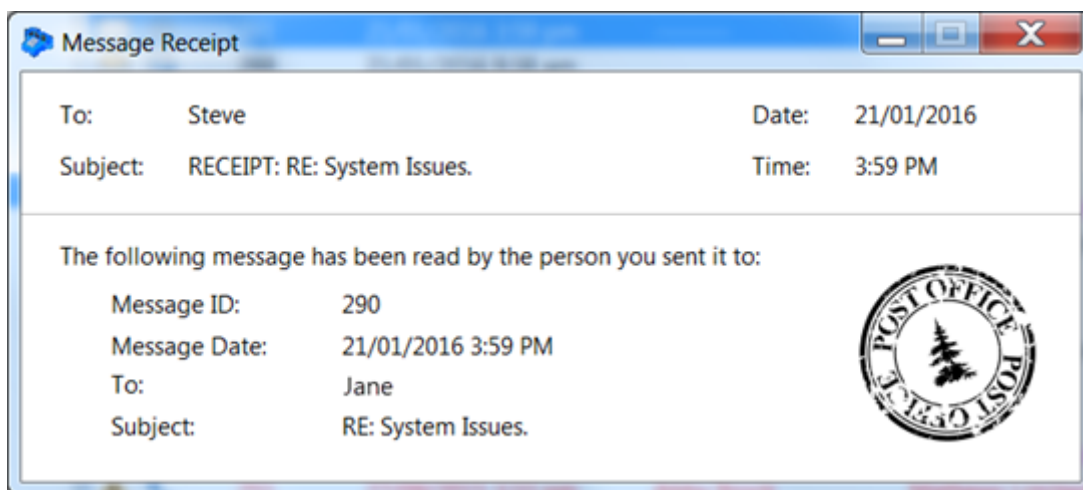 Message Receipt
To: Steve Date: 21/01/2016
Subject: RECEIPT: RE: System Issues. Time: 3:59 PM
The following message has been read by the person you sent it to:
Message ID: 290
Message Date: 21/01/2016 3:59 PM
To: Jane
Subject: RE: System Issues.
POST OFFICE POST OFFICE POST OFFICE